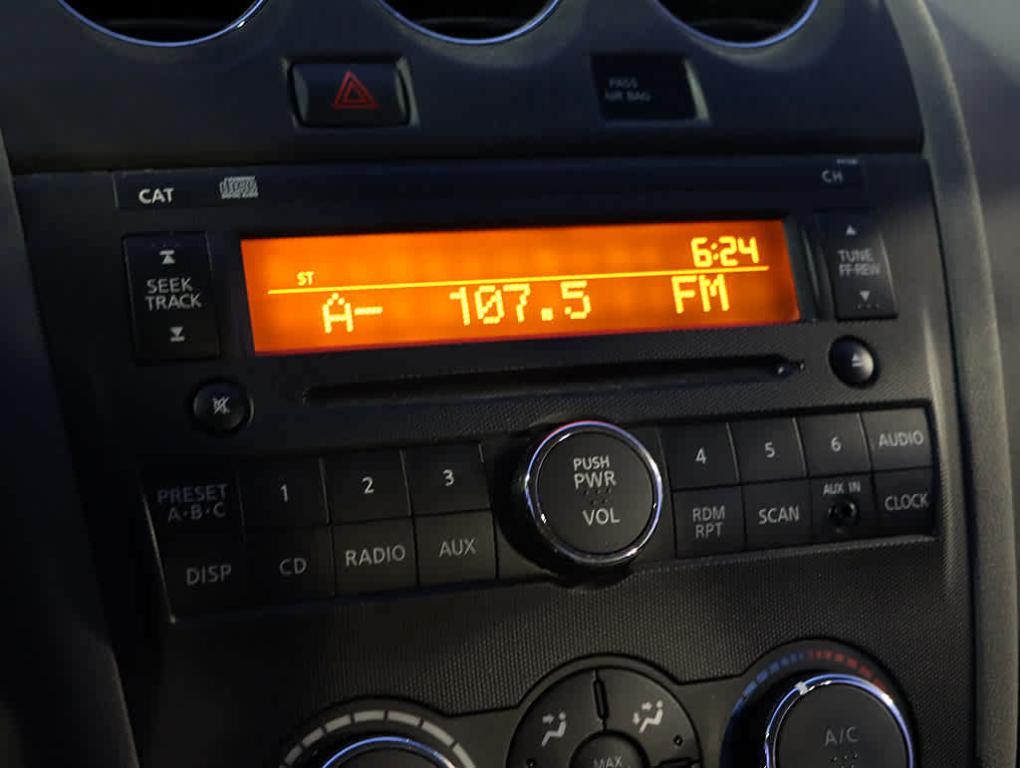 PASS
AIR BAG
CAT
CH
SEEK
TRACK
6:24
ST
A- 107.5 FM
TUNE
FF·REW
PRESET
A·B·C
1
2
3
PUSH
PWR
VOL
4
5
6
AUDIO
DISP
CD
RADIO
AUX
RDM
RPT
SCAN
AUX IN
CLOCK
MAX
A/C